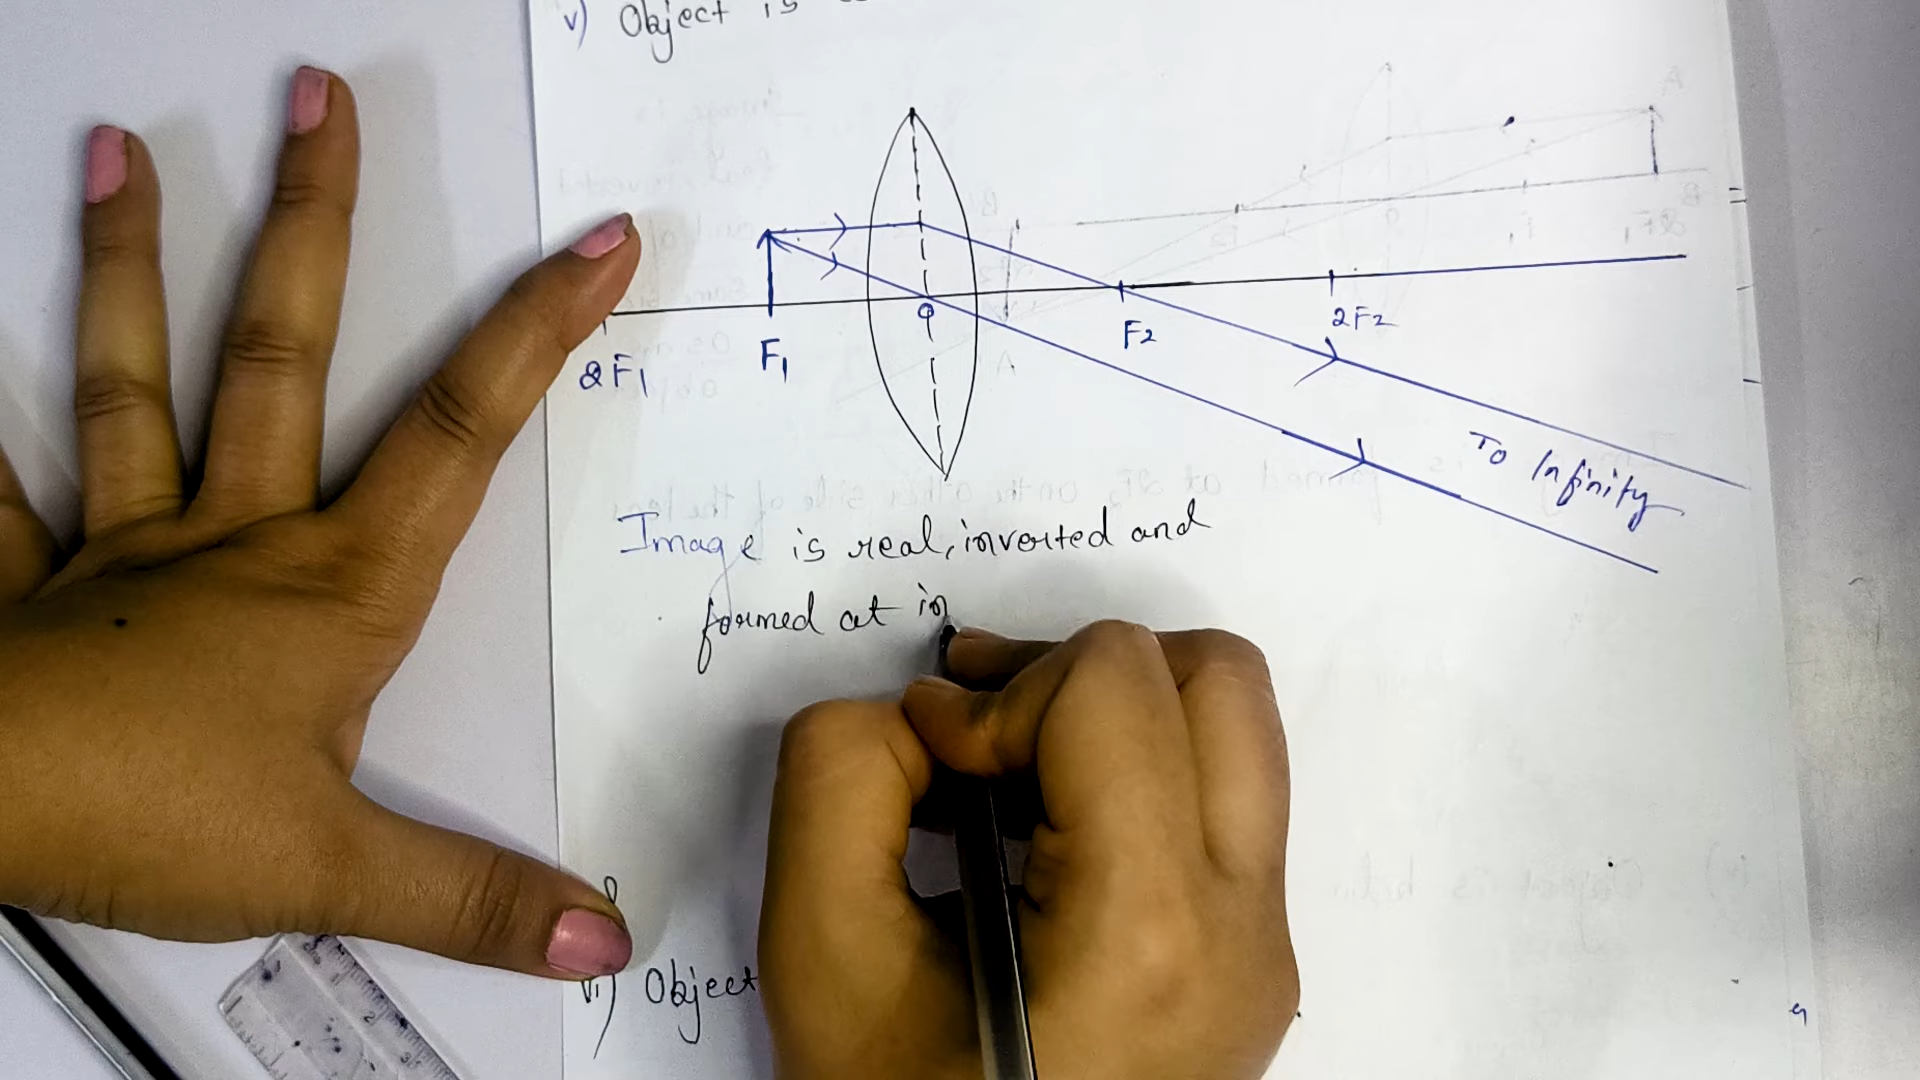 v) Object is
2F1 F1 O F2 2F2
To Infinity
Image is real, inverted and
formed at in
vi) Object